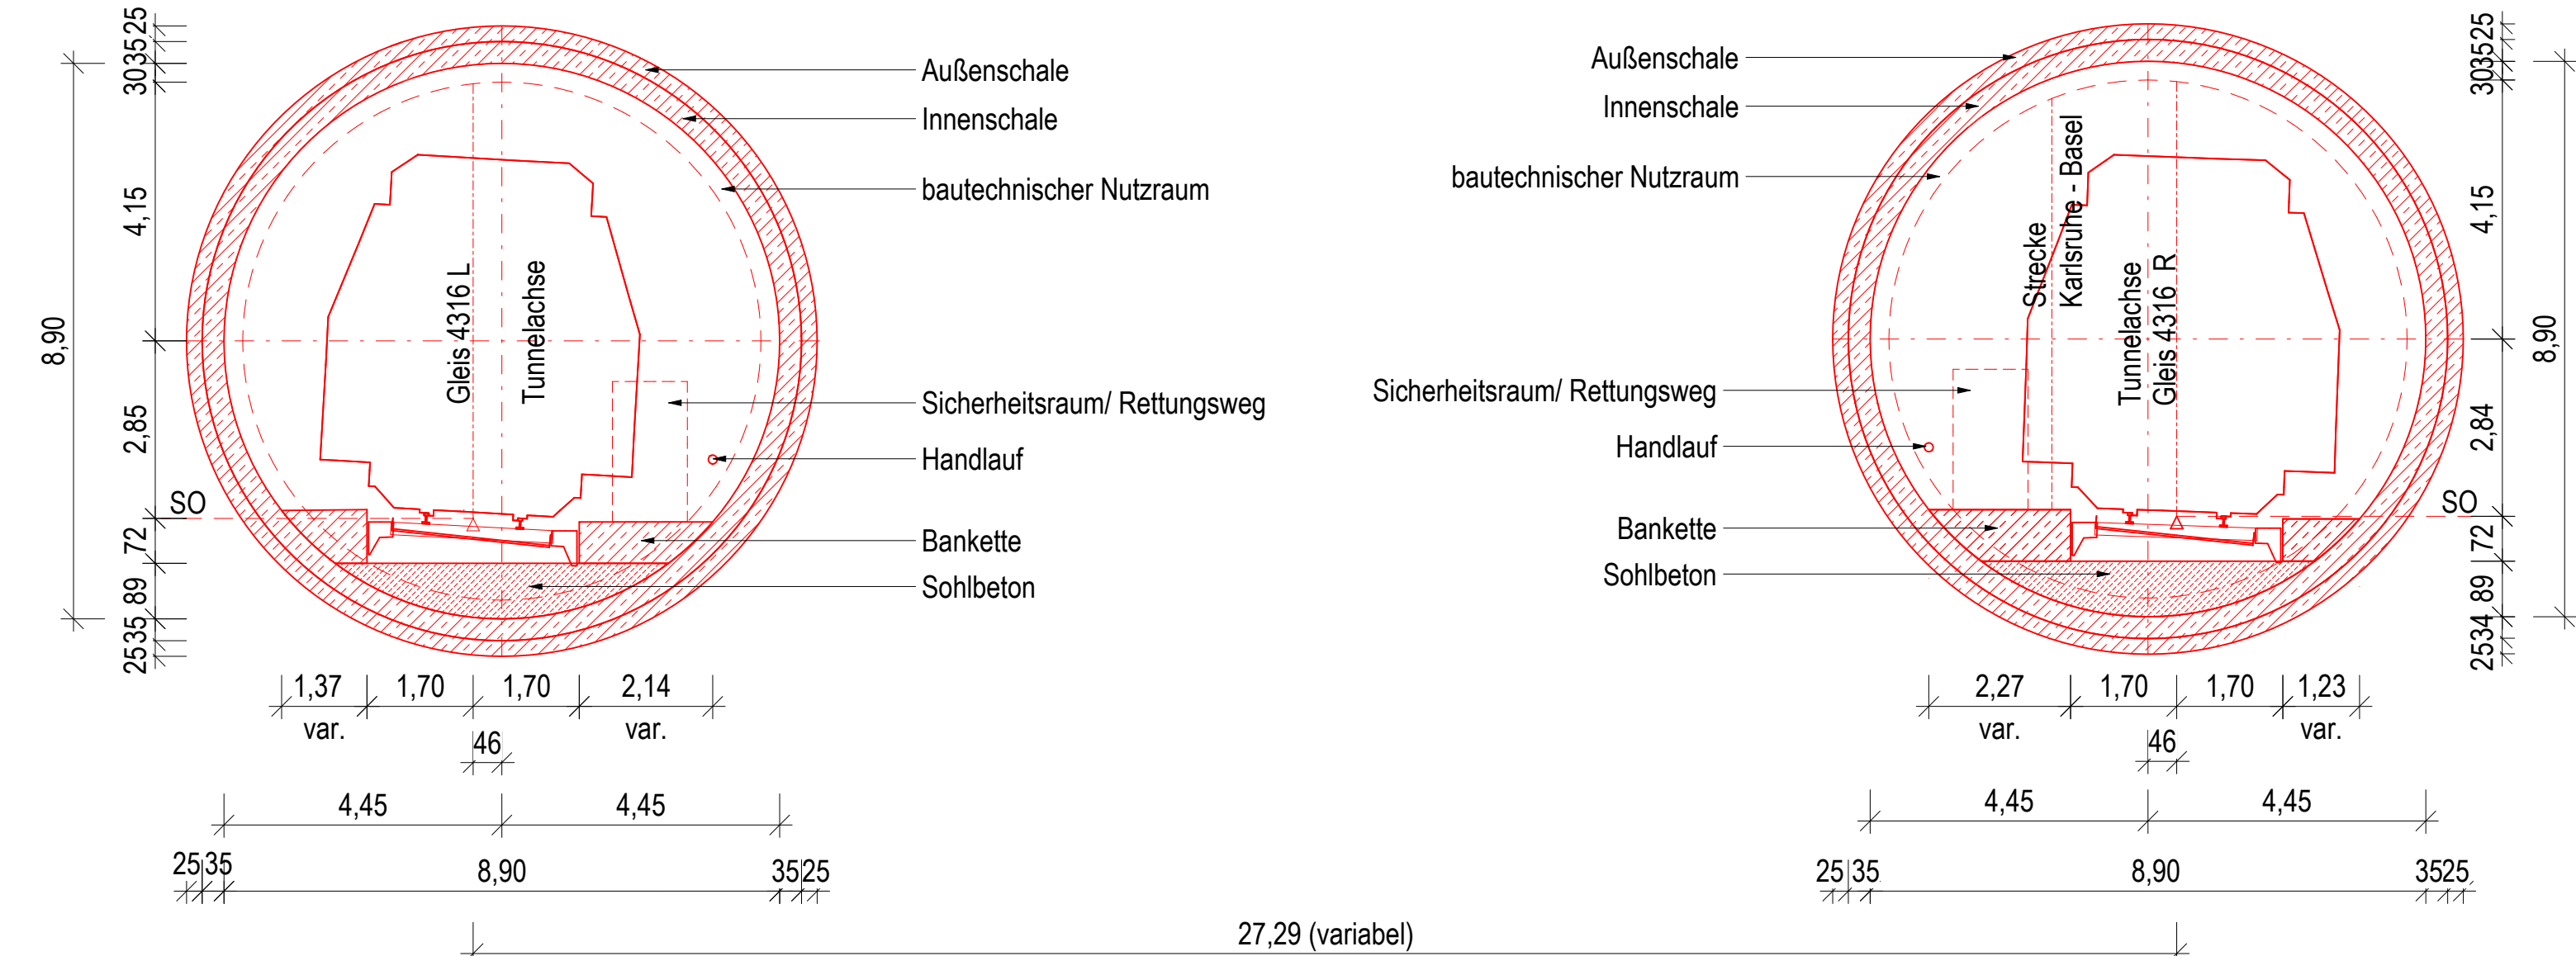 25
35
30
4,15
2,85
72
89
35
25
8,90
SO
Gleis 4316 L
Tunnelachse
Außenschale
Innenschale
bautechnischer Nutzraum
Sicherheitsraum/ Rettungsweg
Handlauf
Bankette
Sohlbeton
1,37
1,70
1,70
2,14
var.
var.
46
4,45
4,45
25
35
8,90
35
25
Außenschale
Innenschale
bautechnischer Nutzraum
Sicherheitsraum/ Rettungsweg
Handlauf
Bankette
Sohlbeton
Strecke
Karlsruhe - Basel
Tunnelachse
Gleis 4316 R
SO
25
35
30
4,15
2,84
72
89
34
25
8,90
2,27
1,70
1,70
1,23
var.
var.
46
4,45
4,45
25
35
8,90
35
25
27,29 (variabel)